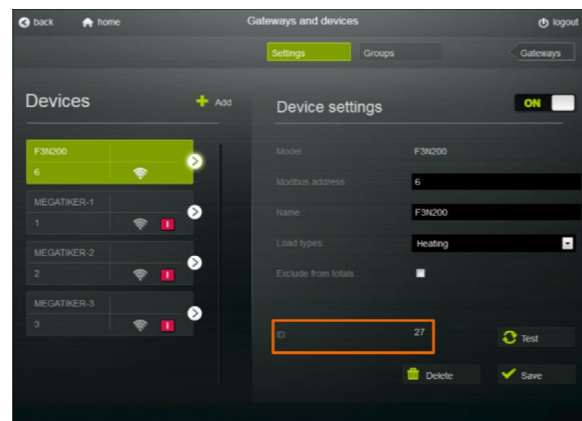 back
home
Gateways and devices
logout
Settings
Groups
Gateways
Devices
Add
F3N200
6
MEGATIKER-1
1
I
MEGATIKER-2
2
I
MEGATIKER-3
3
I
Device settings
ON
Model
F3N200
Modbus address :
6
Name :
F3N200
Load types:
Heating
Exclude from totals :
ID:
27
Test
Delete
Save